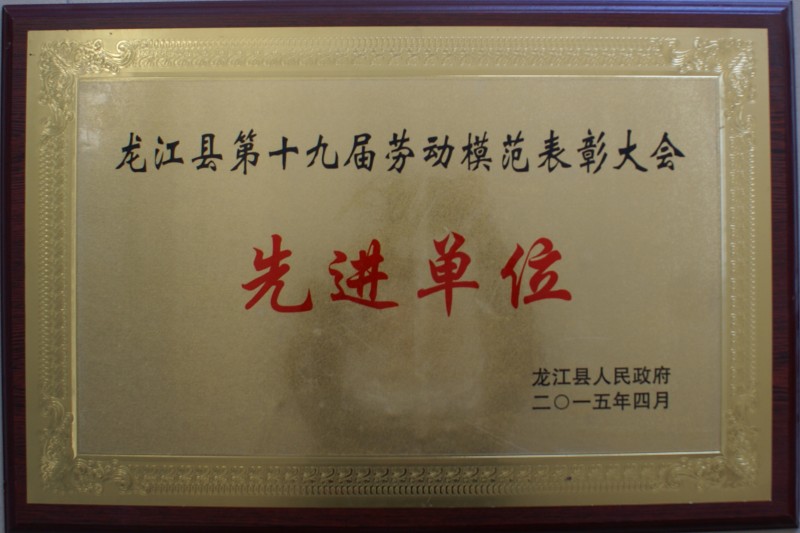 龙江县第十九届劳动模范表彰大会
先进单位
龙江县人民政府
二〇一五年四月